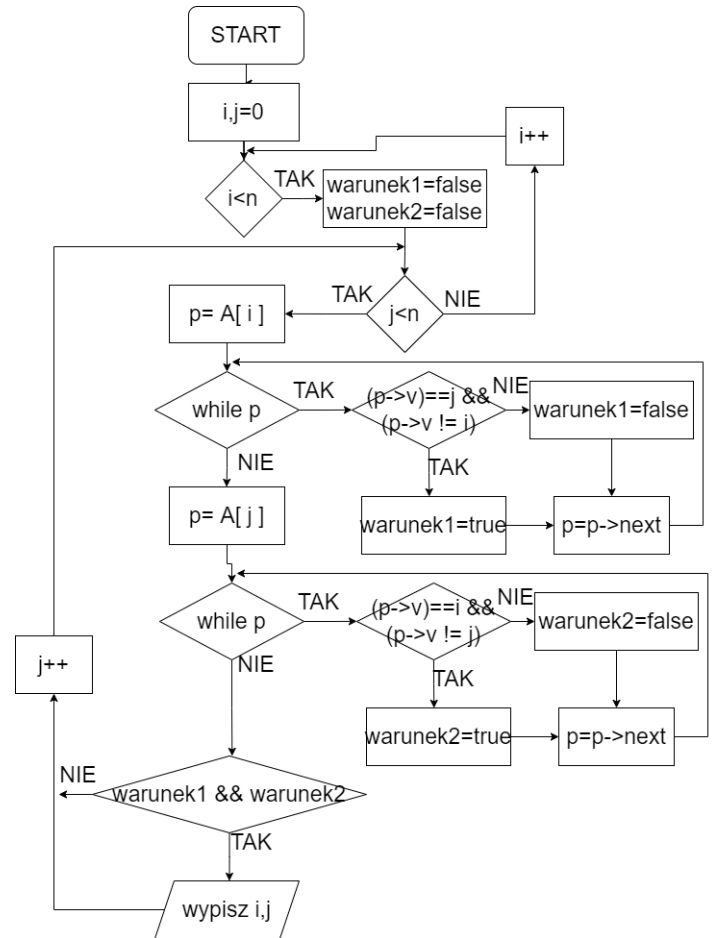 START
i,j=0
i++
i<n
TAK
warunek1=false
warunek2=false
j<n
TAK
NIE
p= A[ i ]
while p
TAK
(p->v)==j &&
(p->v != i)
NIE
warunek1=false
NIE
TAK
p= A[ j ]
warunek1=true
p=p->next
while p
TAK
(p->v)==i &&
(p->v != j)
NIE
warunek2=false
j++
NIE
TAK
warunek2=true
p=p->next
warunek1 && warunek2
NIE
TAK
wypisz i,j